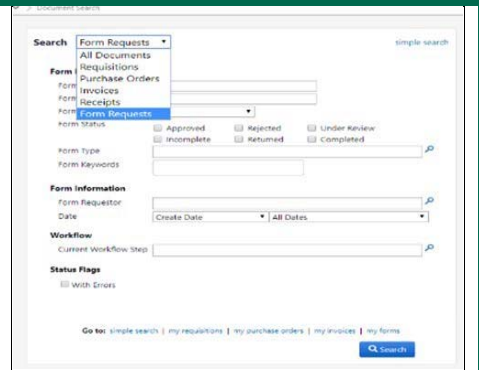 > Document Search
Search Form Requests
simple search
All Documents
Requisitions
Purchase Orders
Invoices
Receipts
Form Requests
Form
Form
Form
Form
Form Status
Approved Rejected Under Review
Incomplete Returned Completed
Form Type
Form Keywords
Form Information
Form Requestor
Date Create Date All Dates
Workflow
Current Workflow Step
Status Flags
With Errors
Go to: simple search | my requisitions | my purchase orders | my invoices | my forms
Search